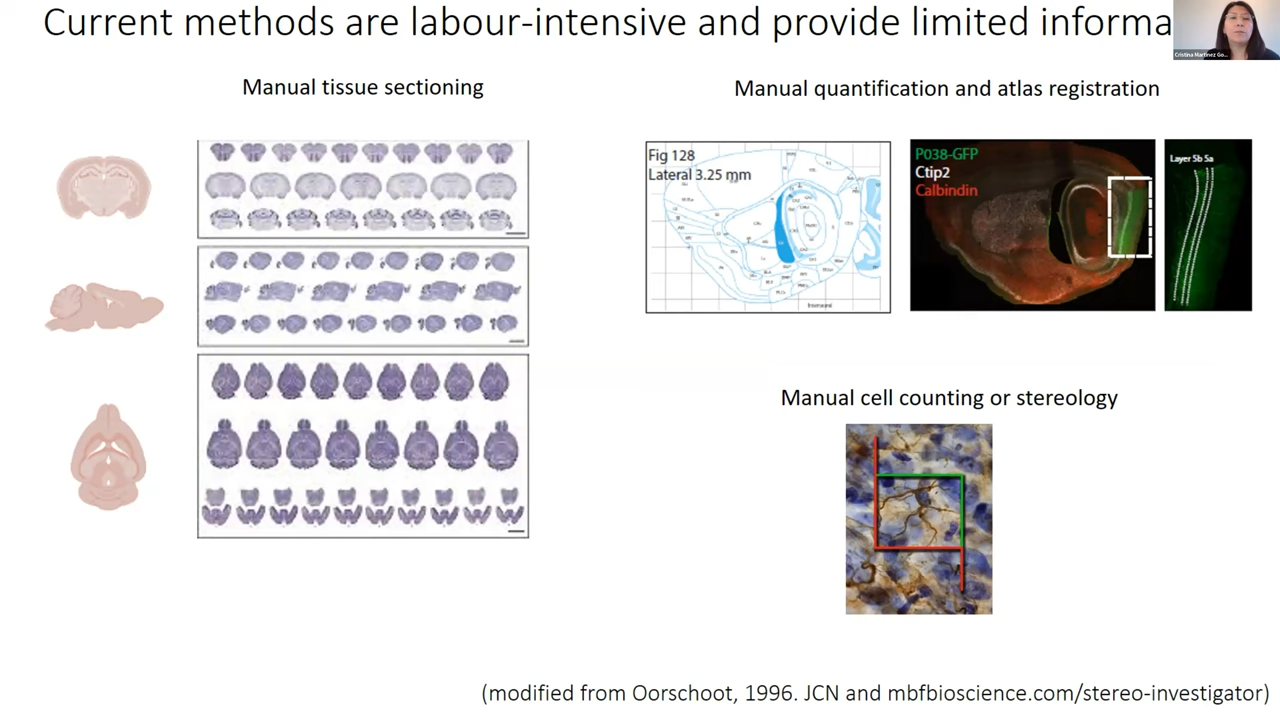 Current methods are labour-intensive and provide limited informa
Cristina Martinez Go...
Manual tissue sectioning
Manual quantification and atlas registration
Fig 128
Lateral 3.25 mm
Interaural
P038-GFP
Ctip2
Calbindin
Layer 5b 5a
Manual cell counting or stereology
(modified from Oorschoot, 1996. JCN and mbfbioscience.com/stereo-investigator)